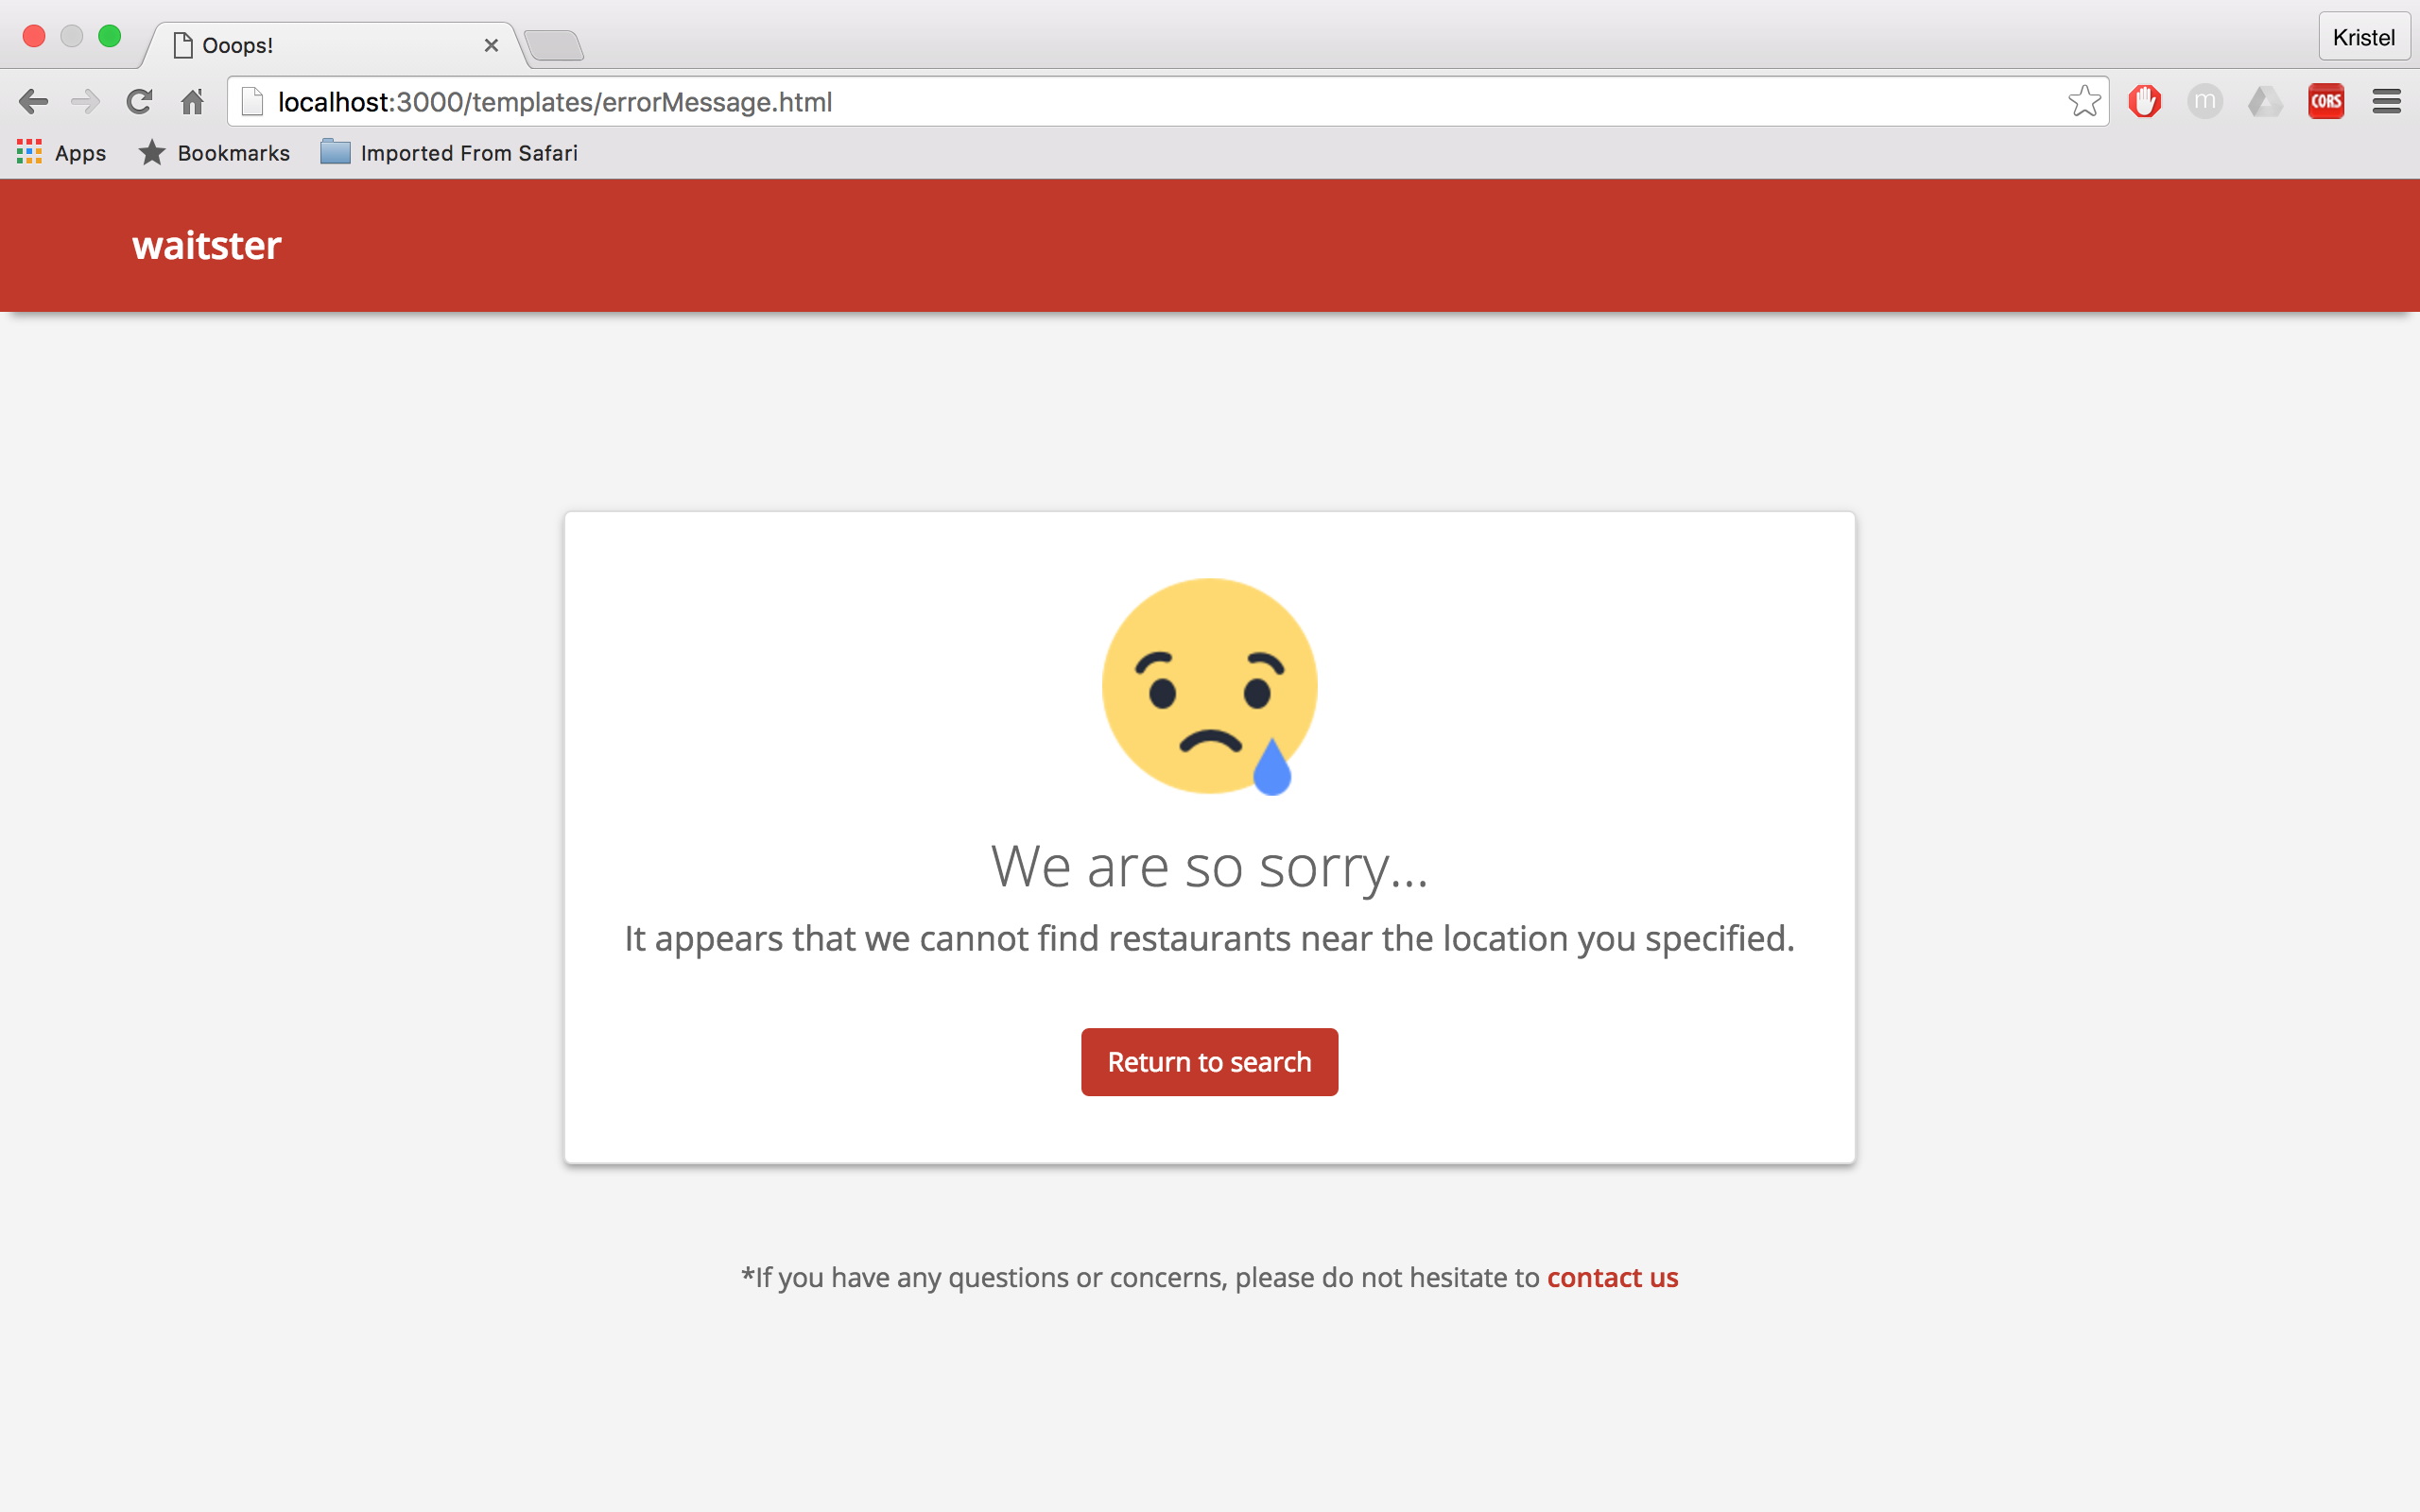 Ooops!
Kristel
localhost:3000/templates/errorMessage.html
m
CORS
Apps
Bookmarks
Imported From Safari
waitster
We are so sorry...
It appears that we cannot find restaurants near the location you specified.
Return to search
*If you have any questions or concerns, please do not hesitate to contact us